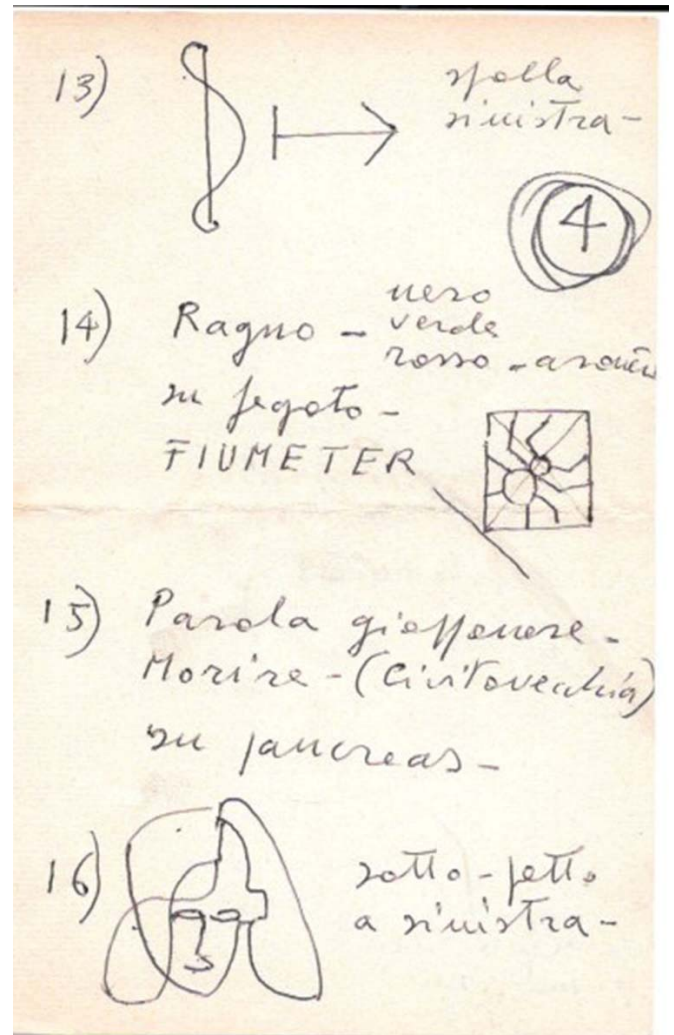 13) spalla
sinistra-
4
14) Ragno - nero
verde
rosso - arancio
su fegato -
FIUMETER
15) Parola giapponese -
Morire - (Civitavecchia)
su pancreas -
16) sotto - petto
a sinistra -